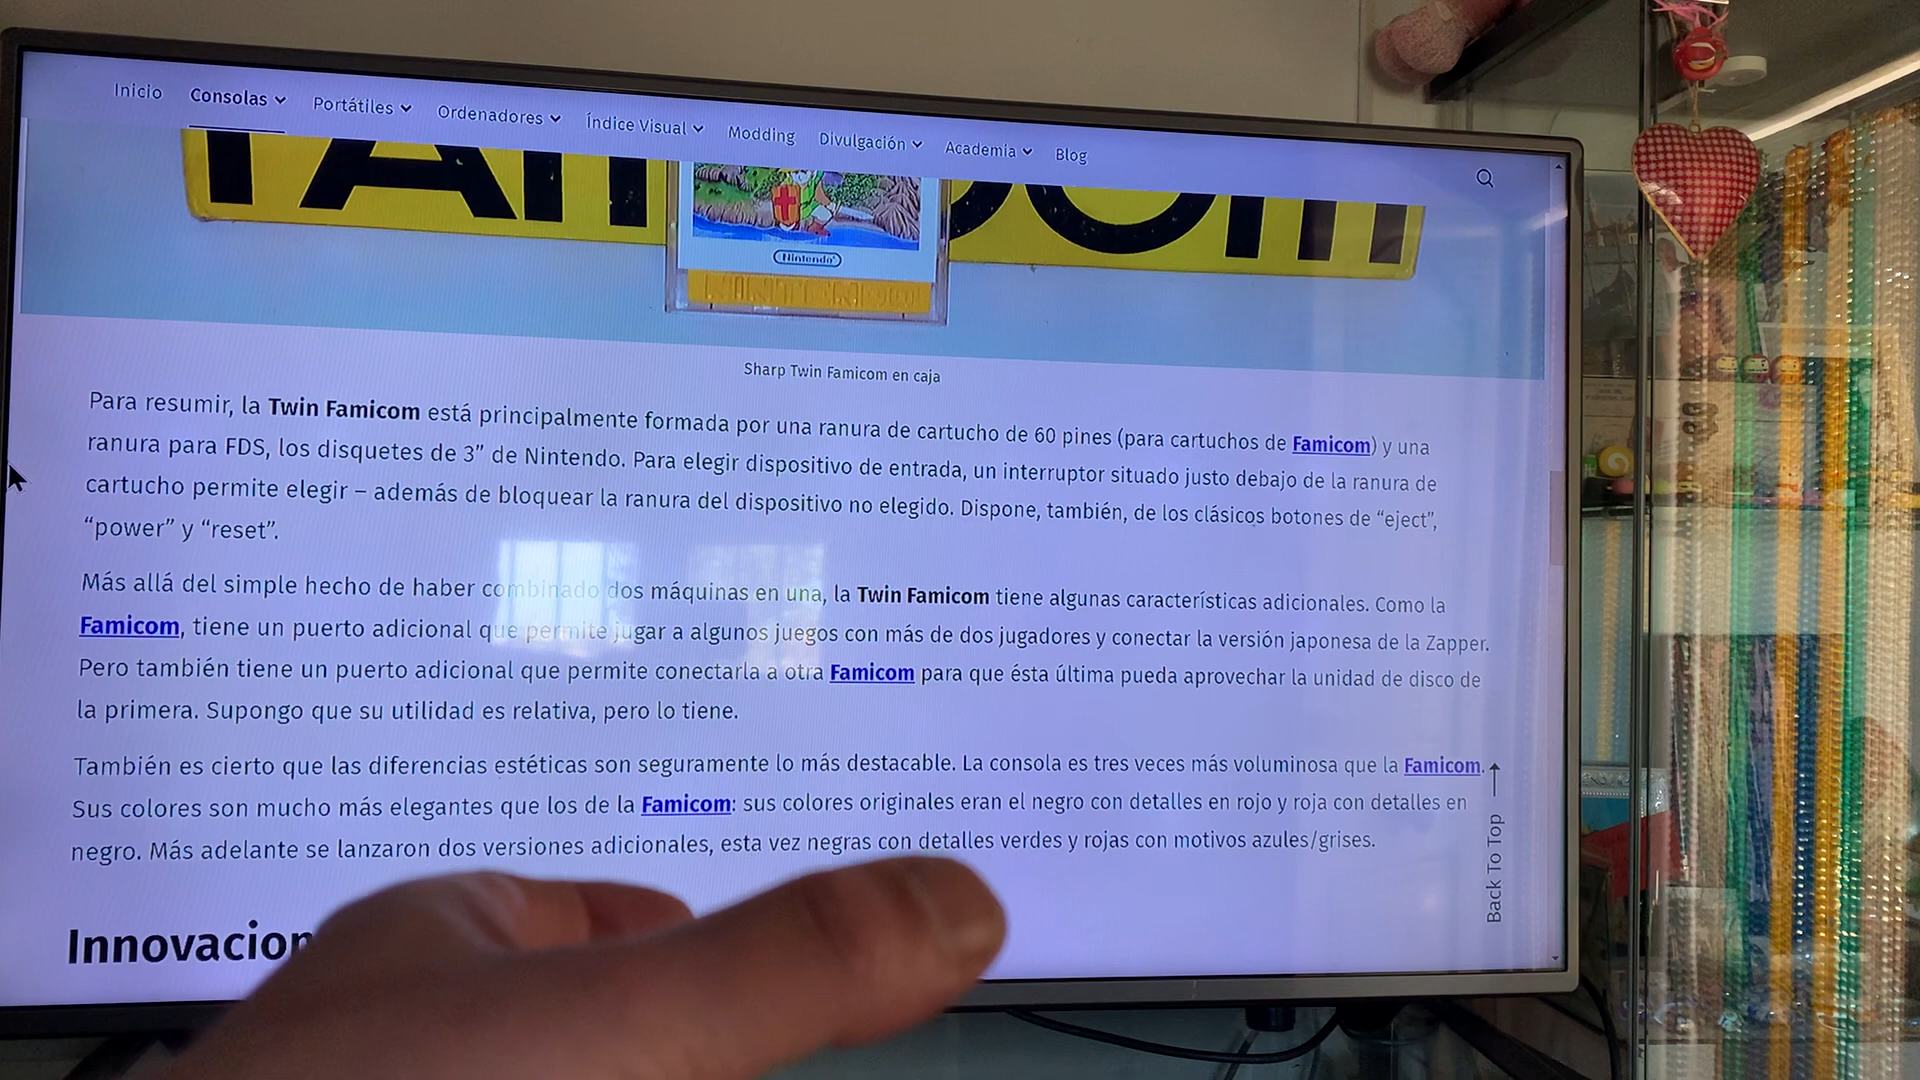 Inicio Consolas Portátiles Ordenadores Índice Visual Modding Divulgación Academia Blog
Nintendo
NINTENDO
Sharp Twin Famicom en caja
Para resumir, la Twin Famicom está principalmente formada por una ranura de cartucho de 60 pines (para cartuchos de Famicom) y una
ranura para FDS, los disquetes de 3” de Nintendo. Para elegir dispositivo de entrada, un interruptor situado justo debajo de la ranura de
cartucho permite elegir – además de bloquear la ranura del dispositivo no elegido. Dispone, también, de los clásicos botones de “eject”,
“power” y “reset”.
Más allá del simple hecho de haber combinado dos máquinas en una, la Twin Famicom tiene algunas características adicionales. Como la
Famicom, tiene un puerto adicional que permite jugar a algunos juegos con más de dos jugadores y conectar la versión japonesa de la Zapper.
Pero también tiene un puerto adicional que permite conectarla a otra Famicom para que ésta última pueda aprovechar la unidad de disco de
la primera. Supongo que su utilidad es relativa, pero lo tiene.
También es cierto que las diferencias estéticas son seguramente lo más destacable. La consola es tres veces más voluminosa que la Famicom.
Sus colores son mucho más elegantes que los de la Famicom: sus colores originales eran el negro con detalles en rojo y roja con detalles en
negro. Más adelante se lanzaron dos versiones adicionales, esta vez negras con detalles verdes y rojas con motivos azules/grises.
Back To Top
Innovacion